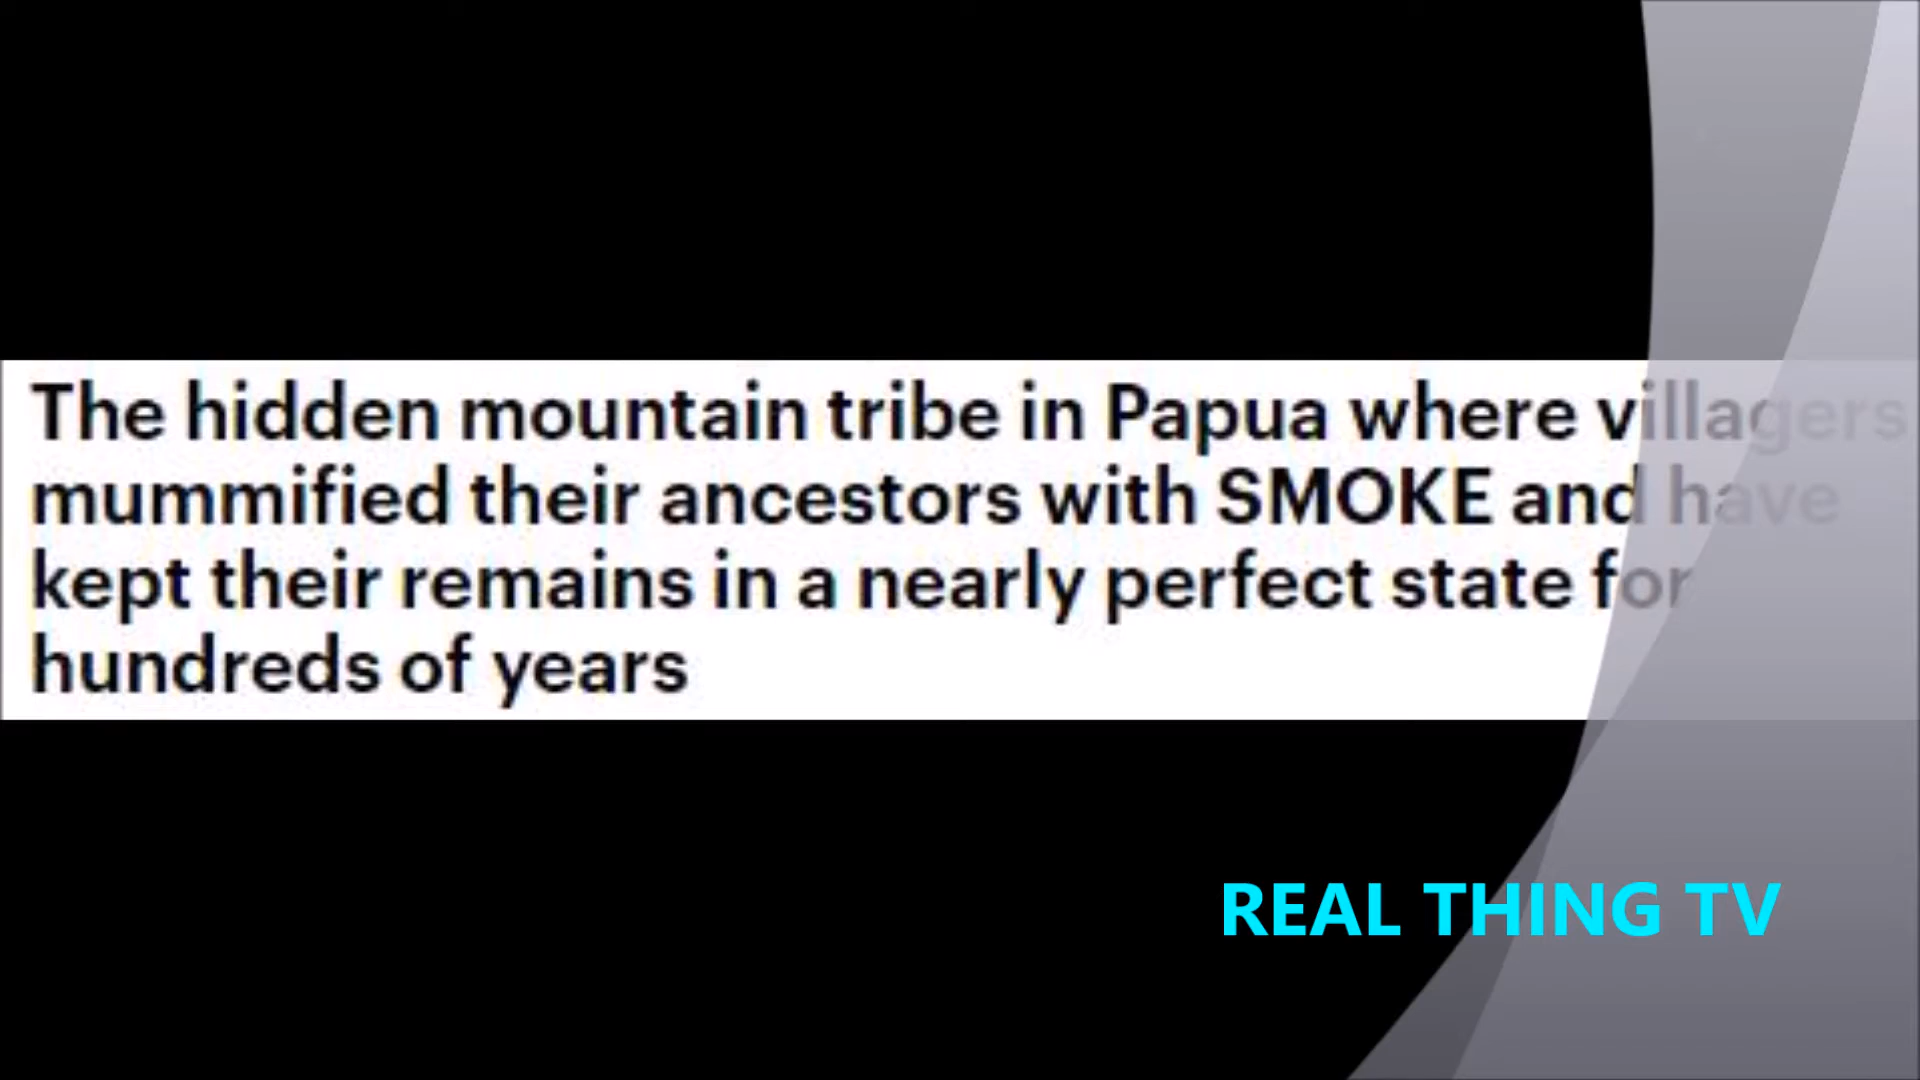 The hidden mountain tribe in Papua where villagers
mummified their ancestors with SMOKE and have
kept their remains in a nearly perfect state for
hundreds of years
REAL THING TV